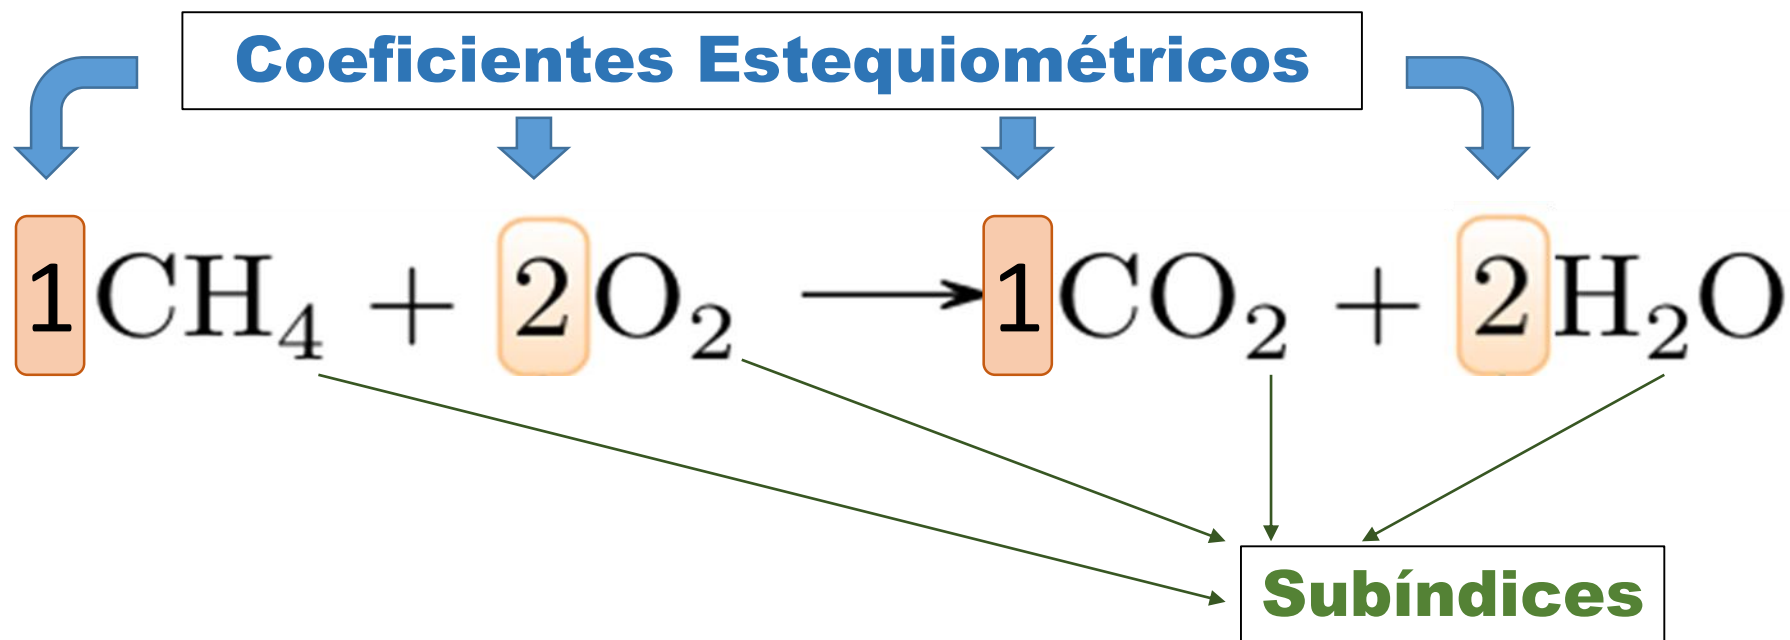 Coeficientes Estequiométricos
1CH₄ + 2O₂ → 1CO₂ + 2H₂O
Subíndices